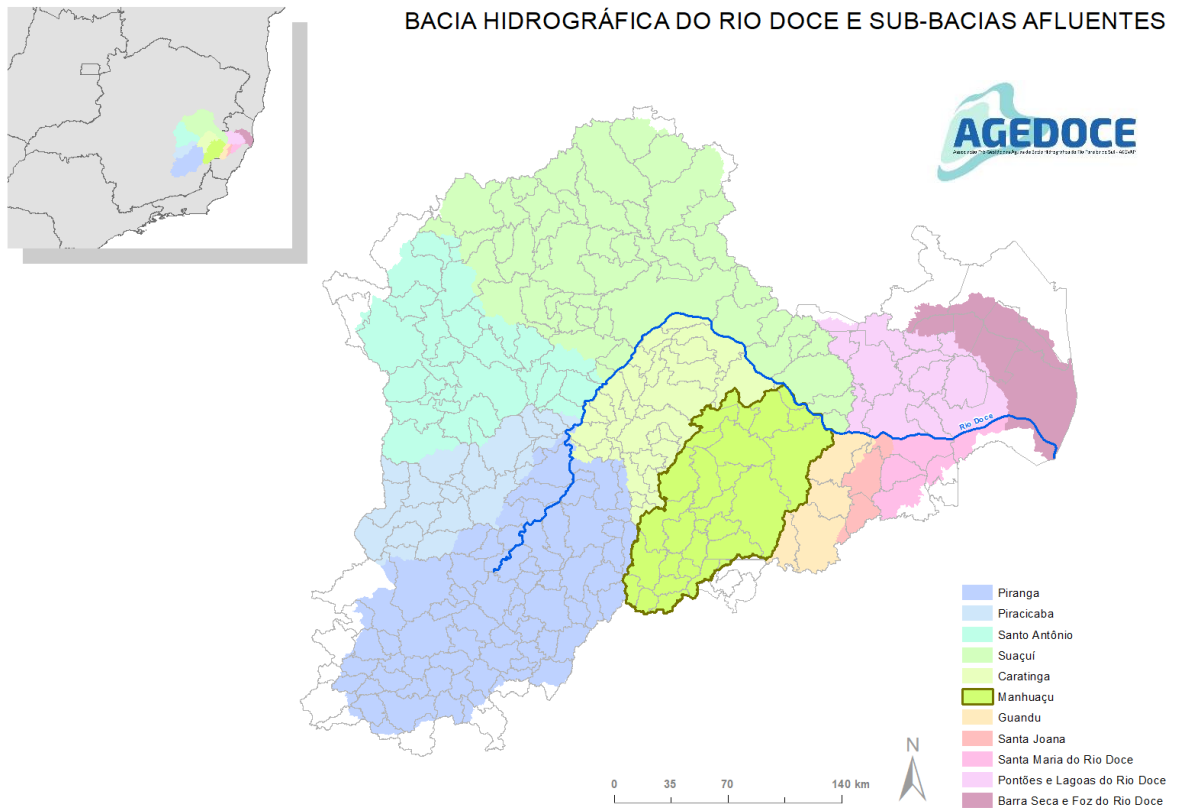 BACIA HIDROGRÁFICA DO RIO DOCE E SUB-BACIAS AFLUENTES
AGEDOCE
Rio Doce
Piranga
Piracicaba
Santo Antônio
Suaçuí
Caratinga
Manhuaçu
Guandu
Santa Joana
Santa Maria do Rio Doce
Pontões e Lagoas do Rio Doce
Barra Seca e Foz do Rio Doce
N
0 35 70 140 km